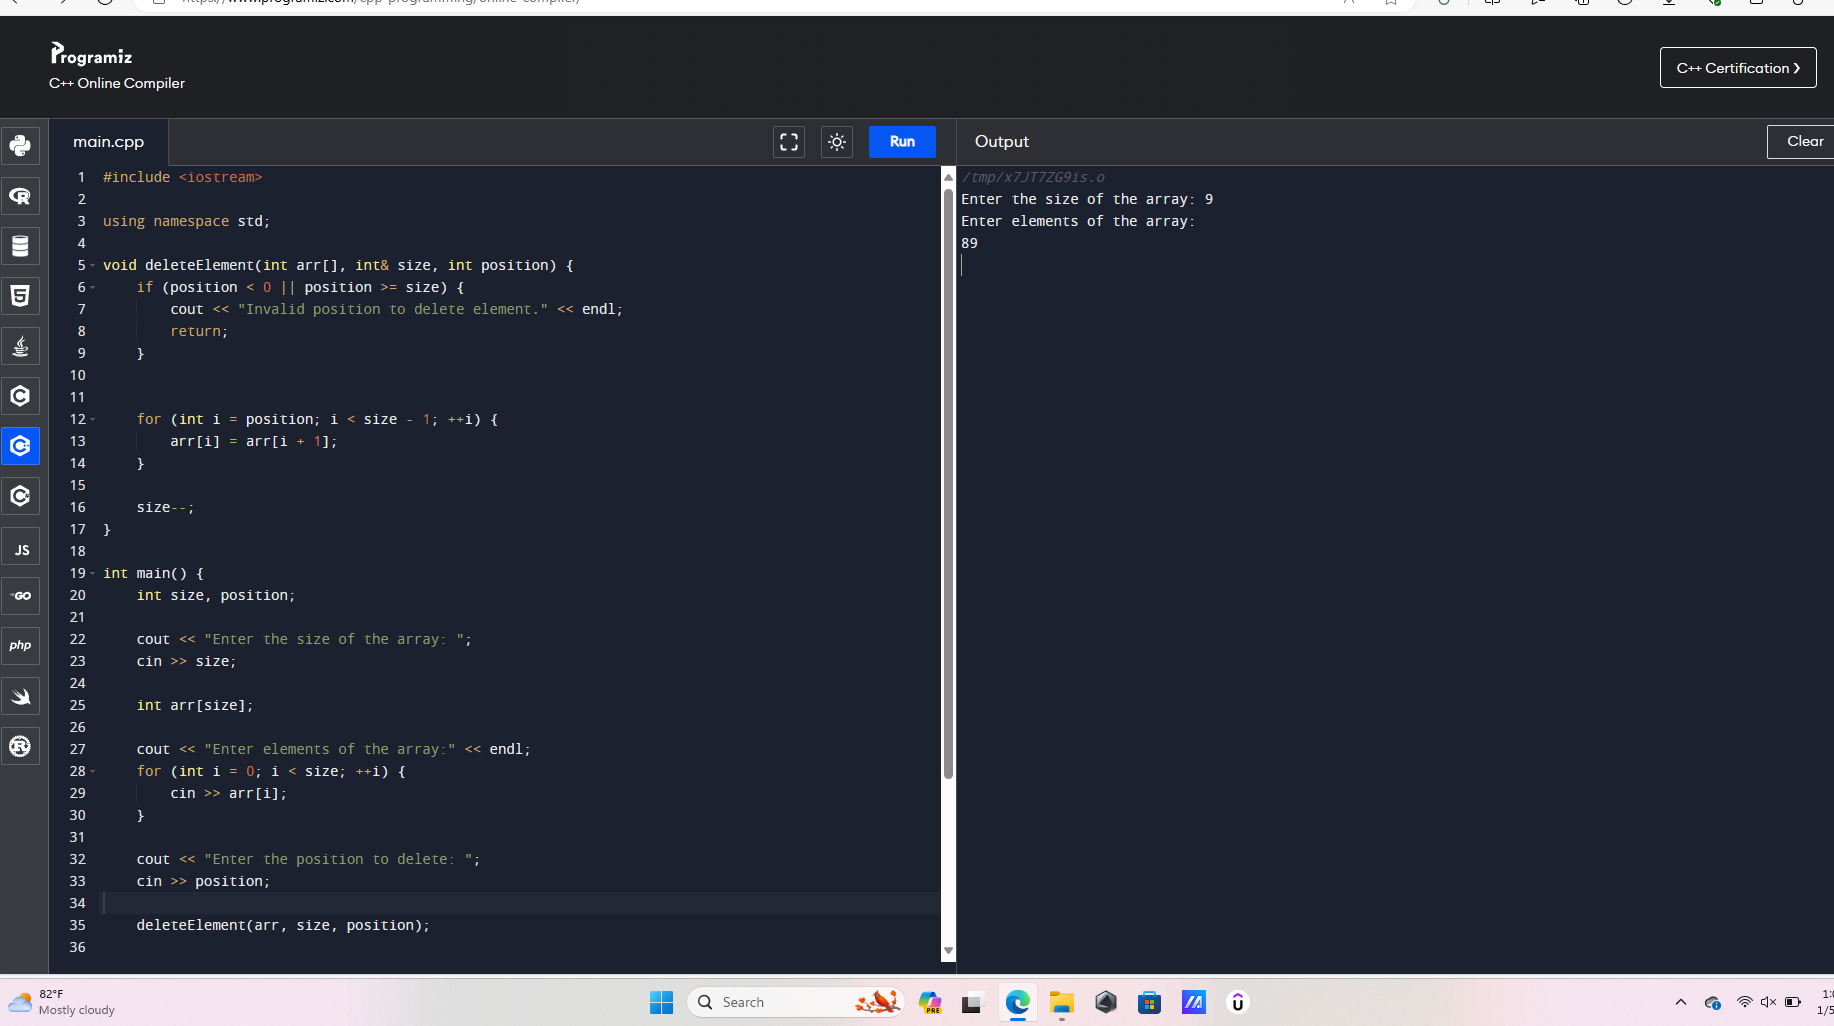 Programiz
C++ Online Compiler
C++ Certification ❯
main.cpp
Run
Output
Clear
1 #include <iostream>
2
3 using namespace std;
4
5 void deleteElement(int arr[], int& size, int position) {
6     if (position < 0 || position >= size) {
7         cout << "Invalid position to delete element." << endl;
8         return;
9     }
10
11
12     for (int i = position; i < size - 1; ++i) {
13         arr[i] = arr[i + 1];
14     }
15
16     size--;
17 }
18
19 int main() {
20     int size, position;
21
22     cout << "Enter the size of the array: ";
23     cin >> size;
24
25     int arr[size];
26
27     cout << "Enter elements of the array:" << endl;
28     for (int i = 0; i < size; ++i) {
29         cin >> arr[i];
30     }
31
32     cout << "Enter the position to delete: ";
33     cin >> position;
34
35     deleteElement(arr, size, position);
36
/tmp/x7JT7ZG9is.o
Enter the size of the array: 9
Enter elements of the array:
89
JS
GO
php
82°F
Mostly cloudy
Search
PRE